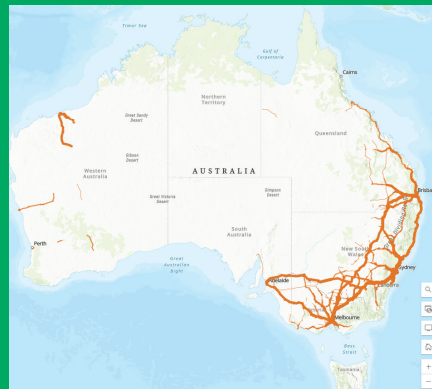 Timor Sea
Gulf of
Carpentaria
Cairns
Northern
Territory
Great Sandy
Desert
Queensland
Gibson
Desert
Western
Australia
AUSTRALIA
Great Victoria
Desert
Simpson
Desert
Brisba
Great Dividing
South
Australia
New South
Wales
Perth
Great
Australian
Bight
Adelaide
Sydney
Canberra
Melbourne
Bass
Strait
Tasmania